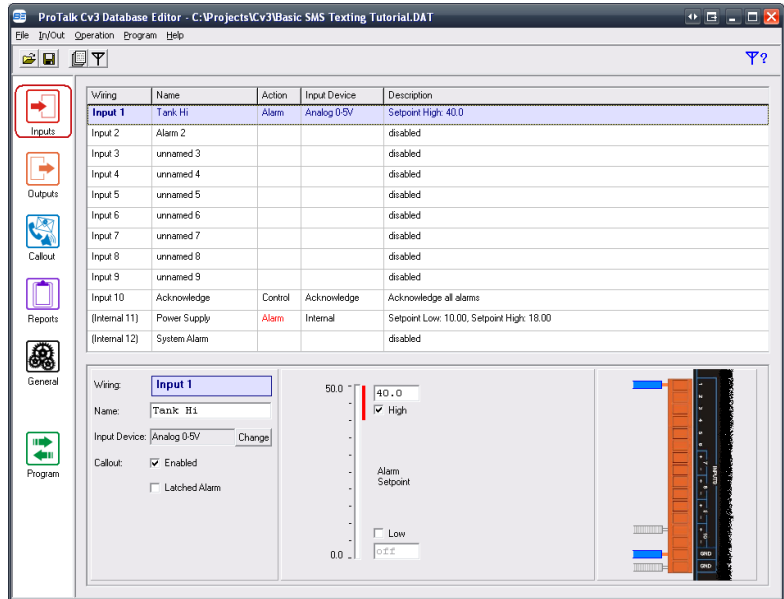 ProTalk Cv3 Database Editor - C:\Projects\Cv3\Basic SMS Texting Tutorial.DAT
File In/Out Operation Program Help
?
Inputs
Outputs
Callout
Reports
General
Program
Wiring Name Action Input Device Description
Input 1 Tank Hi Alarm Analog 0-5V Setpoint High: 40.0
Input 2 Alarm 2 disabled
Input 3 unnamed 3 disabled
Input 4 unnamed 4 disabled
Input 5 unnamed 5 disabled
Input 6 unnamed 6 disabled
Input 7 unnamed 7 disabled
Input 8 unnamed 8 disabled
Input 9 unnamed 9 disabled
Input 10 Acknowledge Control Acknowledge Acknowledge all alarms
(Internal 11) Power Supply Alarm Internal Setpoint Low: 10.00, Setpoint High: 18.00
(Internal 12) System Alarm disabled
Wiring: Input 1
Name: Tank Hi
Input Device: Analog 0-5V Change
Callout: Enabled
Latched Alarm
50.0
40.0
High
Alarm
Setpoint
Low
0.0
off
INPUTS
GND
GND